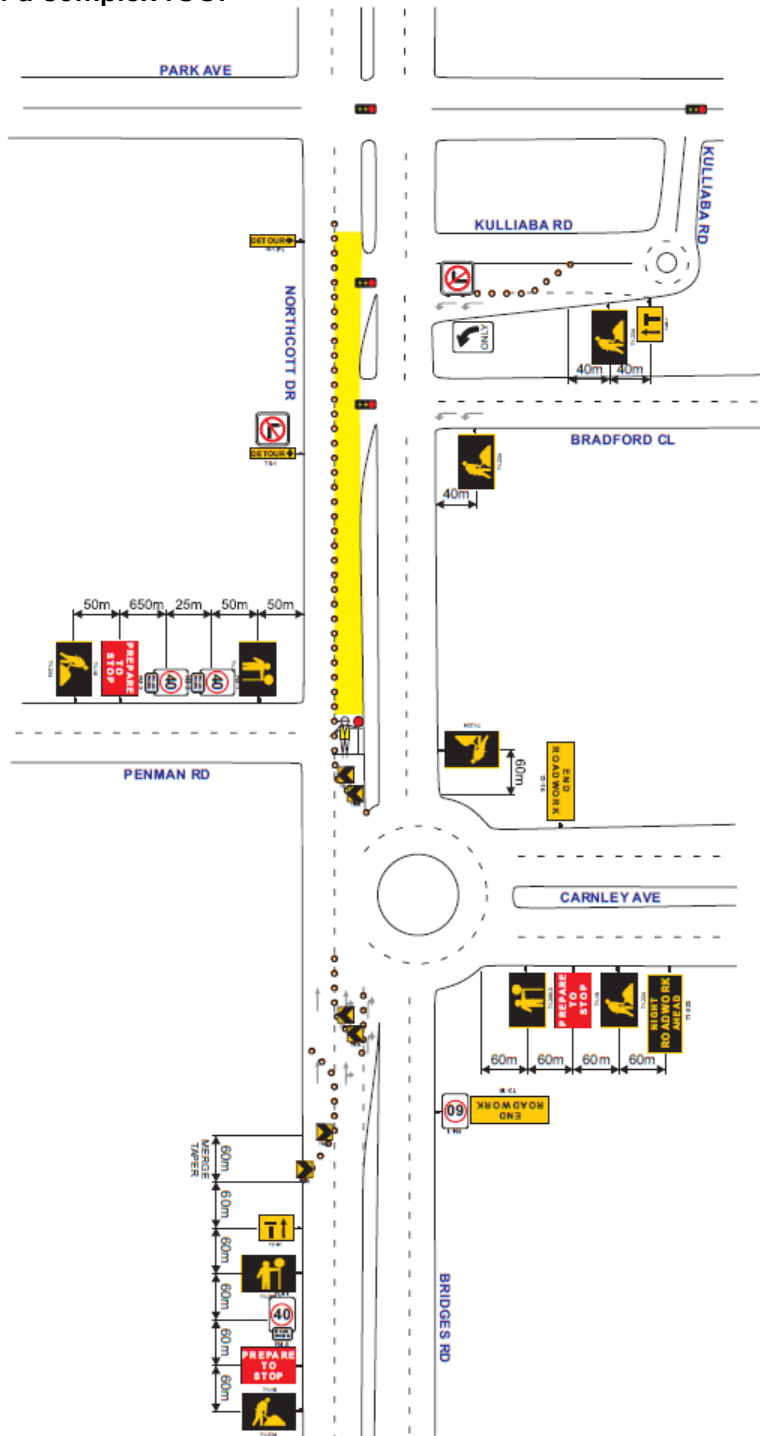 PARK AVE
KULLIABA RD
KULLIABA RD
DETOUR
NORTHCOTT DR
ONLY
40m
40m
DETOUR
BRADFORD CL
40m
50m
650m
25m
50m
50m
PREPARE
TO
STOP
40
40
PENMAN RD
60m
END
ROADWORK
CARNLEY AVE
PREPARE
TO
STOP
NIGHT
ROADWORK
AHEAD
60m
60m
60m
60m
60
END
ROADWORK
MERGE
TAPER
60m
60m
60m
40
60m
BRIDGES RD
60m
PREPARE
TO
STOP
60m